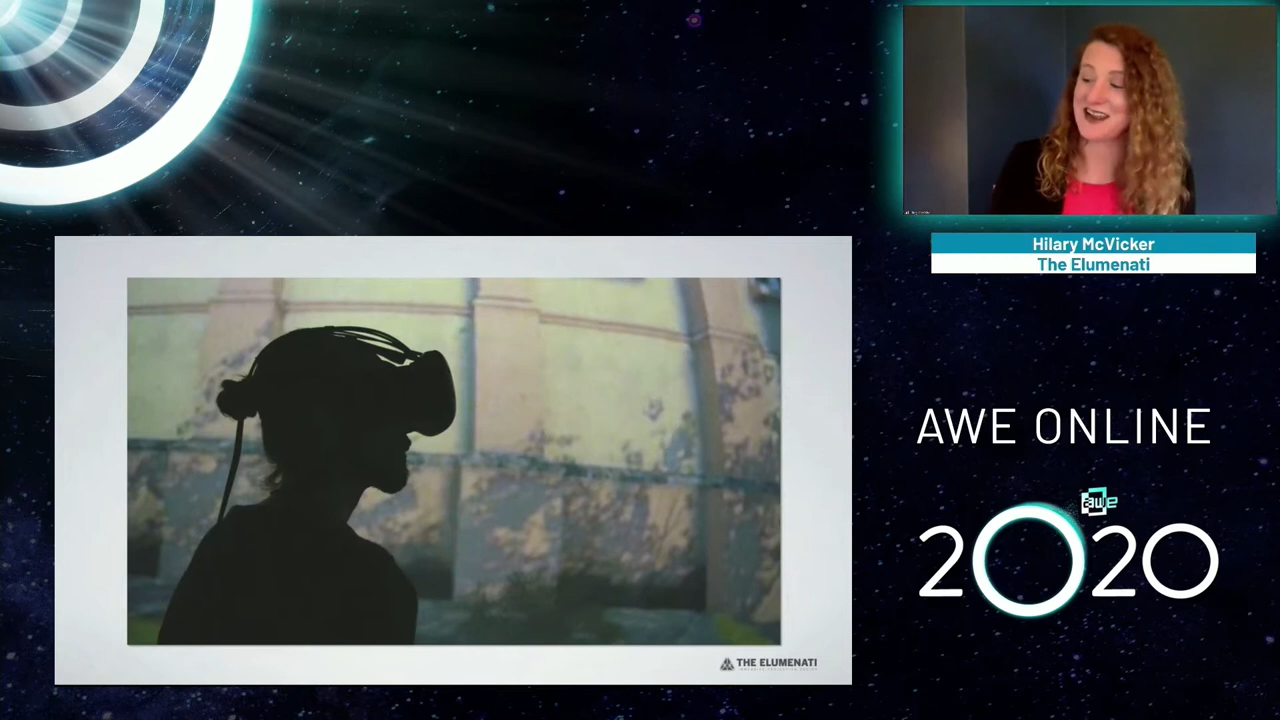 Hilary McVicker
The Elumenati
AWE ONLINE
awe
2020
THE ELUMENATI